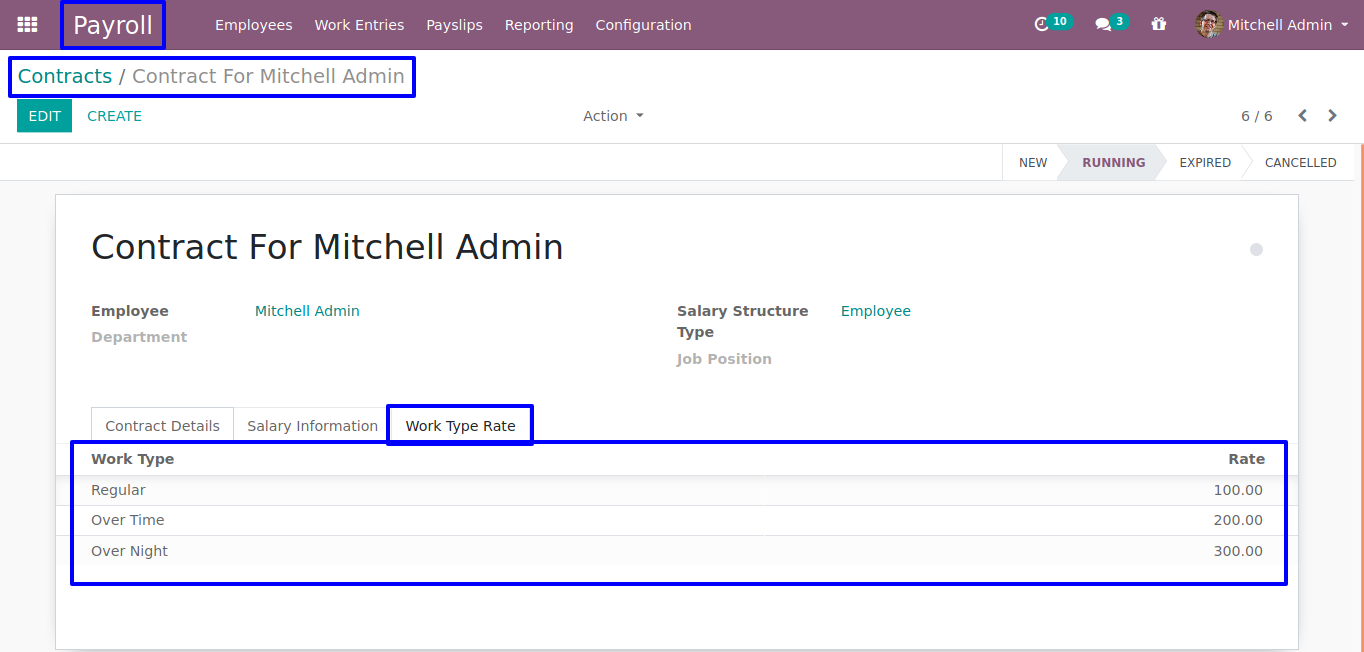 Payroll Employees Work Entries Payslips Reporting Configuration 10 3 Mitchell Admin
Contracts / Contract For Mitchell Admin
EDIT CREATE Action 6 / 6
NEW RUNNING EXPIRED CANCELLED
Contract For Mitchell Admin
Employee Mitchell Admin
Department
Salary Structure Employee
Type
Job Position
Contract Details Salary Information Work Type Rate
Work Type Rate
Regular 100.00
Over Time 200.00
Over Night 300.00